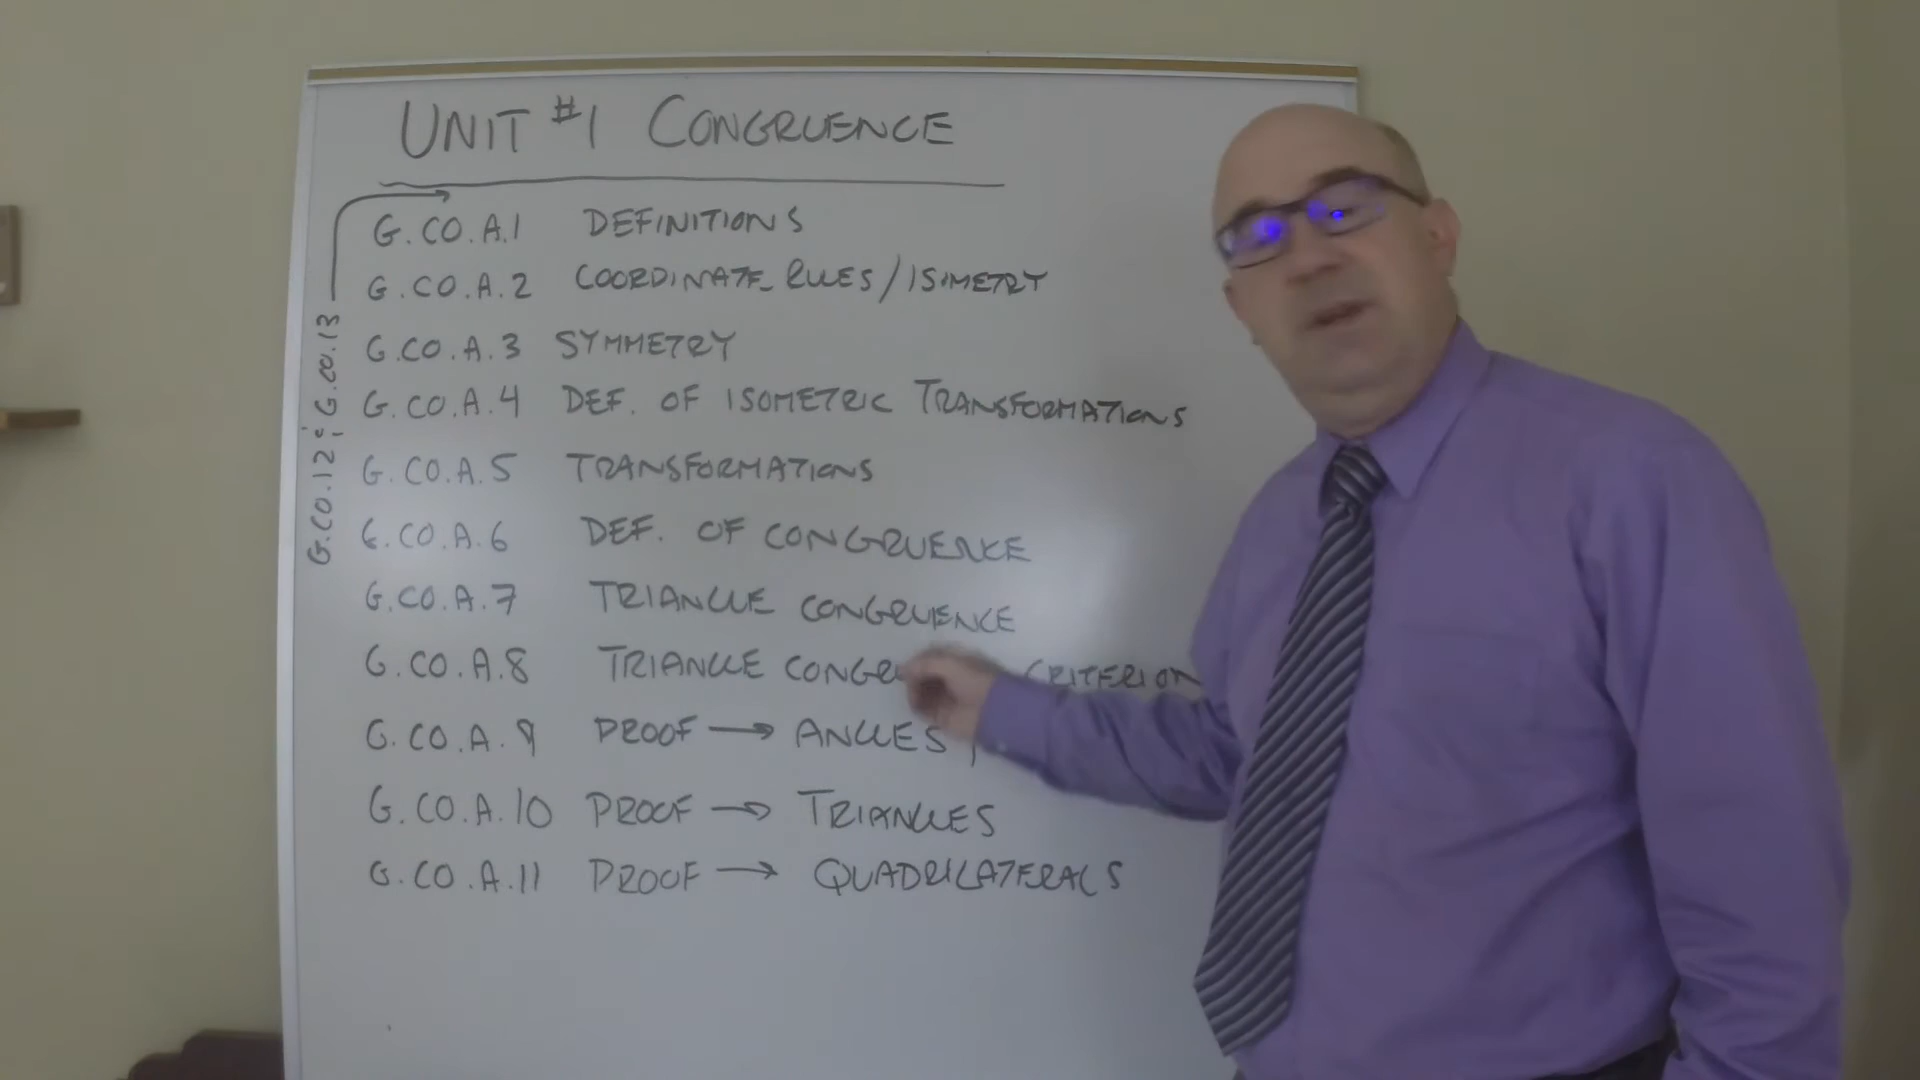 UNIT #1 CONGRUENCE
G.CO.A.1 DEFINITIONS
G.CO.A.2 COORDINATE RULES/ISIMETRY
G.CO.A.3 SYMMETRY
G.CO.A.4 DEF. OF ISOMETRIC TRANSFORMATIONS
G.CO.A.5 TRANSFORMATIONS
G.CO.A.6 DEF. OF CONGRUENCE
G.CO.A.7 TRIANGLE CONGRUENCE
G.CO.A.8 TRIANGLE CRITERION
G.CO.A.9 PROOF → ANGLES
G.CO.A.10 PROOF → TRIANGLES
G.CO.A.11 PROOF → QUADRILATERALS
G.CO.12 G.CO.13